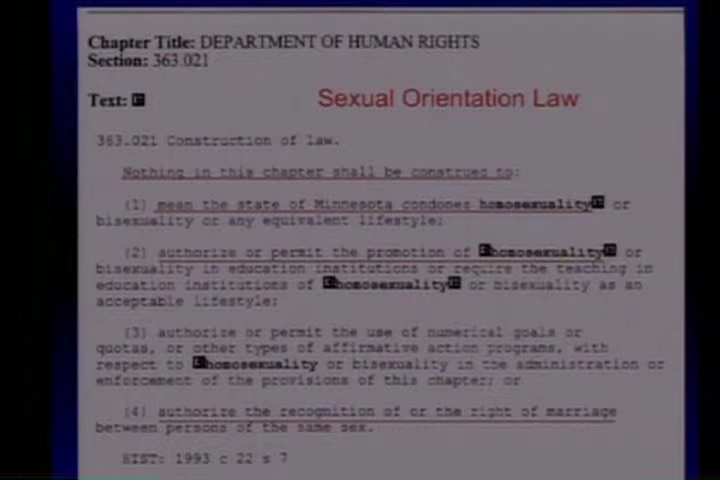 Chapter Title: DEPARTMENT OF HUMAN RIGHTS
Section: 363.021
Text:
Sexual Orientation Law
363.021 Construction of law.
Nothing in this chapter shall be construed to:
(1) mean the state of Minnesota condones homosexuality or
bisexuality or any equivalent lifestyle;
(2) authorize or permit the promotion of homosexuality or
bisexuality in education institutions or require the teaching in
education institutions of homosexuality or bisexuality as an
acceptable lifestyle;
(3) authorize or permit the use of numerical goals or
quotas, or other types of affirmative action programs, with
respect to homosexuality or bisexuality in the administration or
enforcement of the provisions of this chapter; or
(4) authorize the recognition of or the right of marriage
between persons of the same sex.
HIST: 1993 c 22 s 7